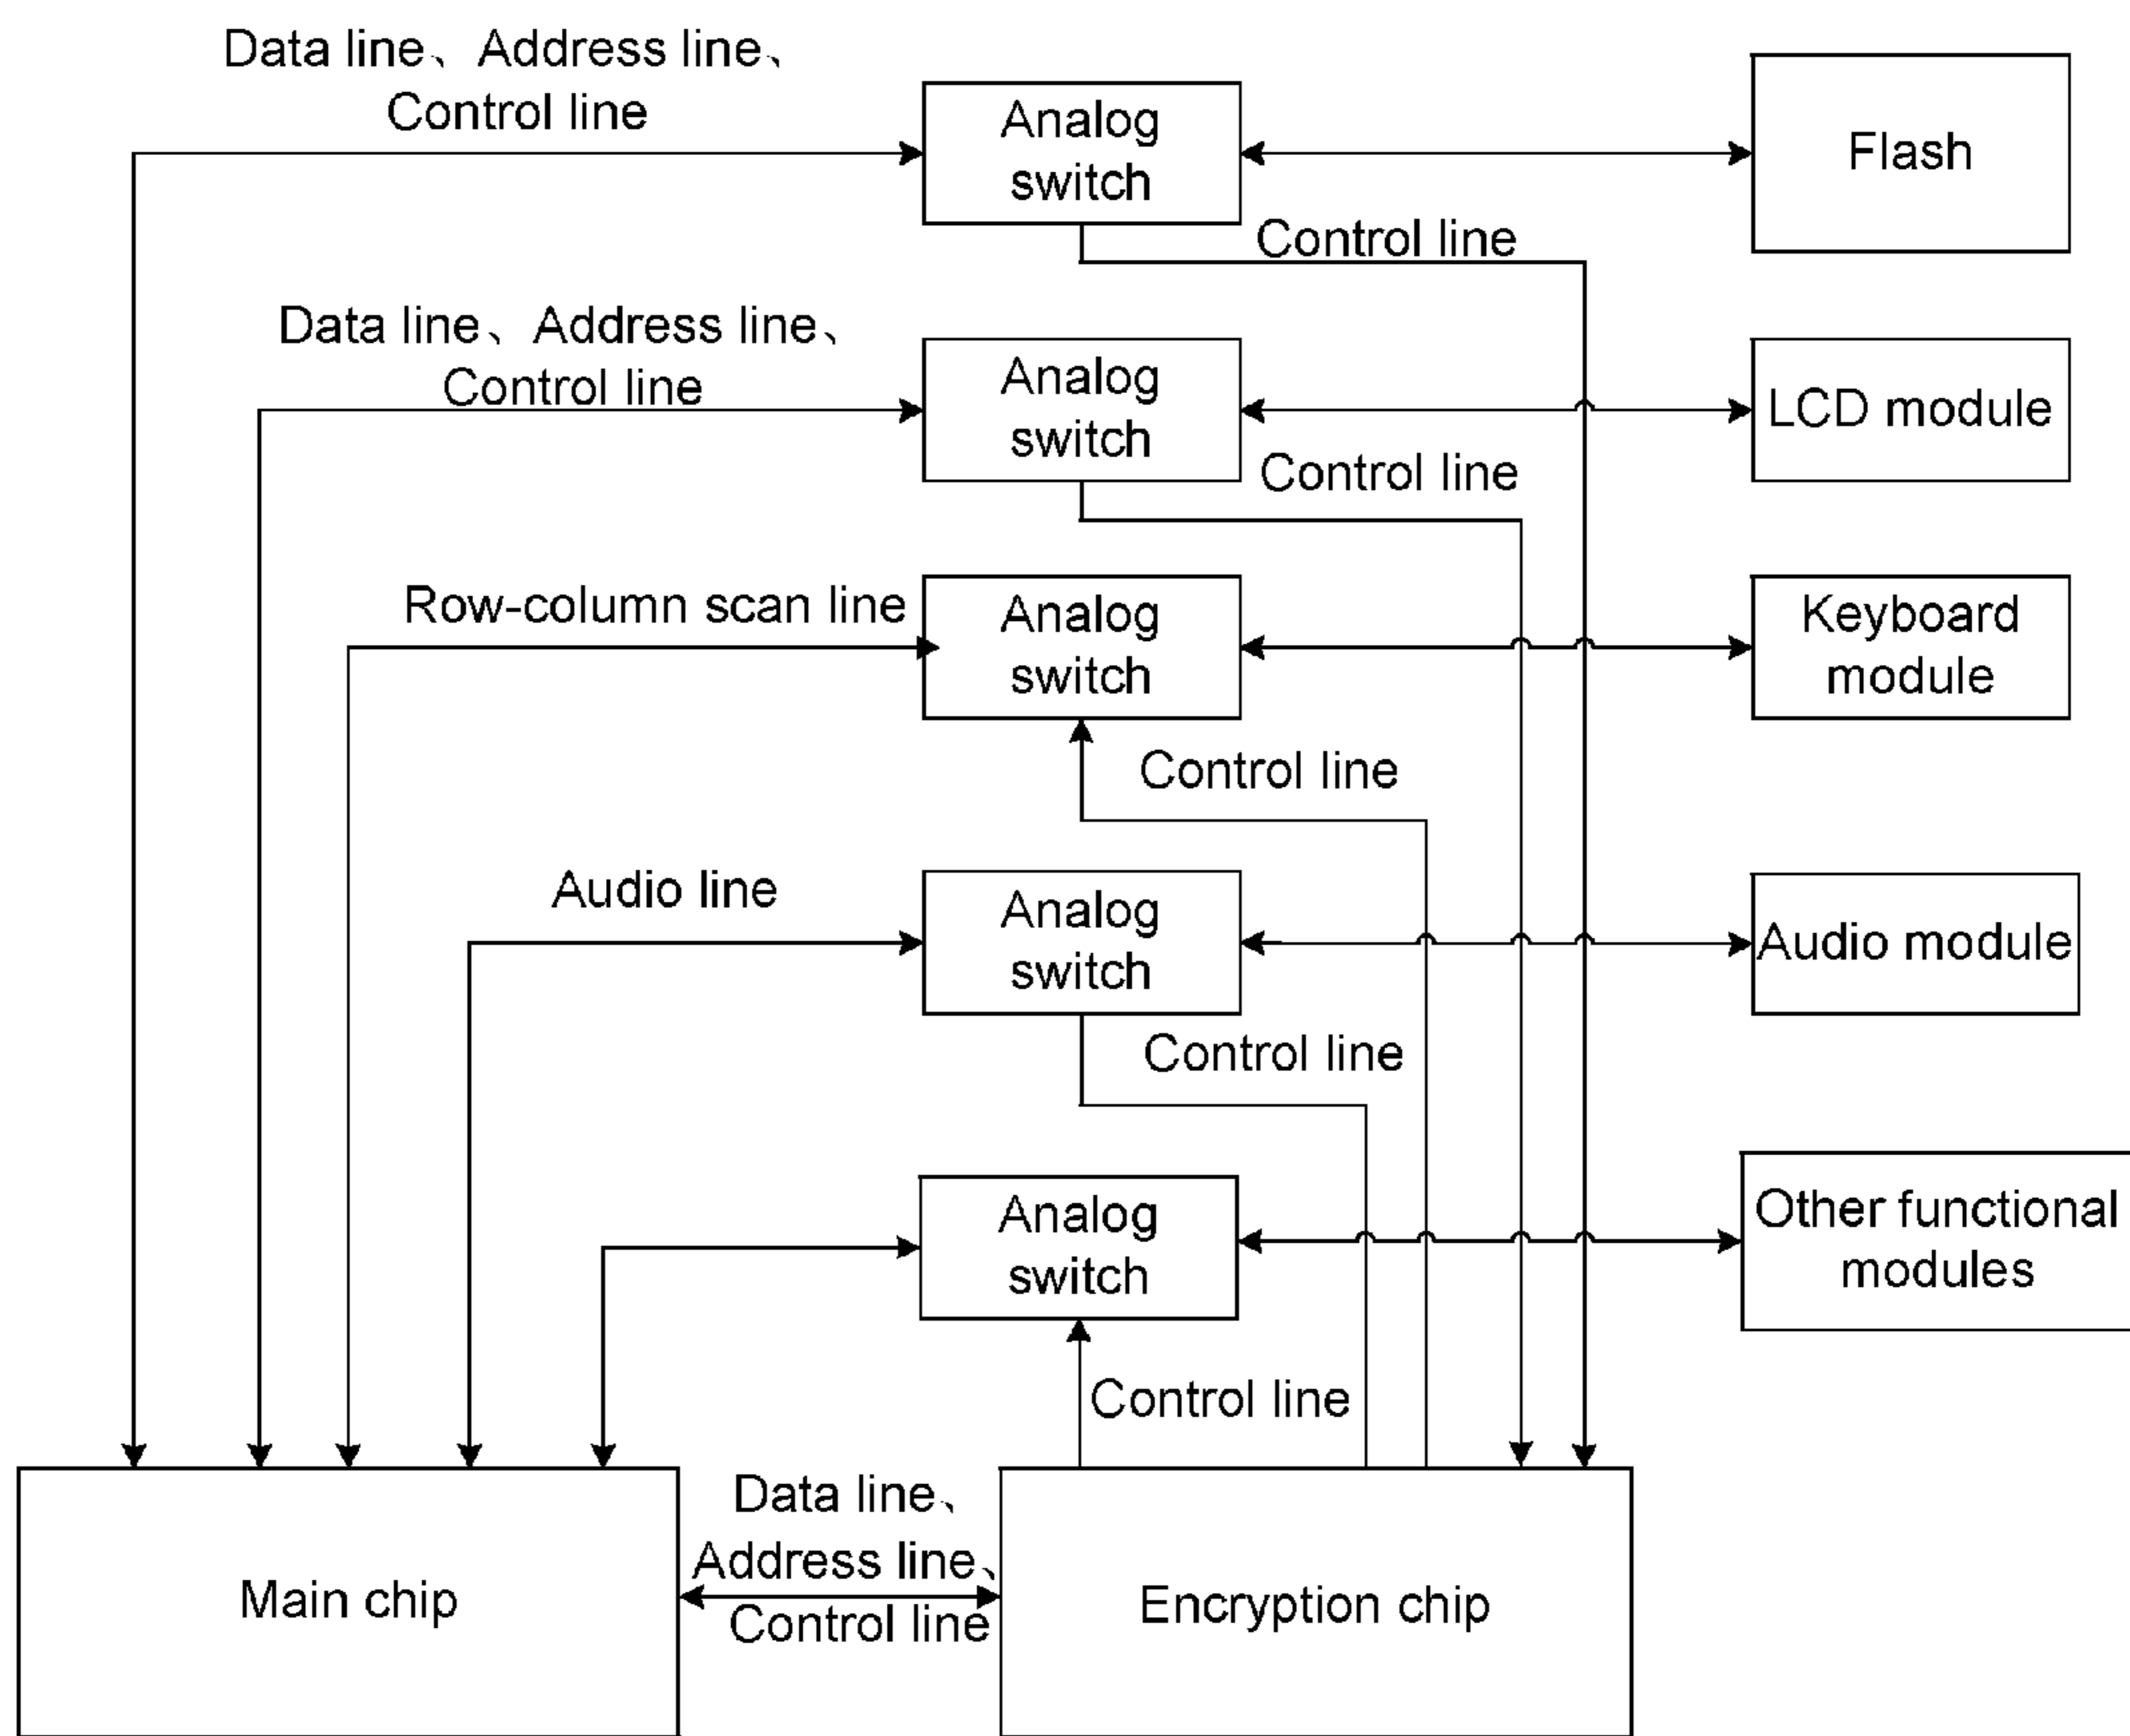 Data line、Address line、
Control line
Analog
switch
Flash
Control line
Data line、Address line、
Control line
Analog
switch
LCD module
Control line
Row-column scan line
Analog
switch
Keyboard
module
Control line
Audio line
Analog
switch
Audio module
Control line
Analog
switch
Other functional
modules
Control line
Data line、
Address line、
Control line
Main chip
Encryption chip